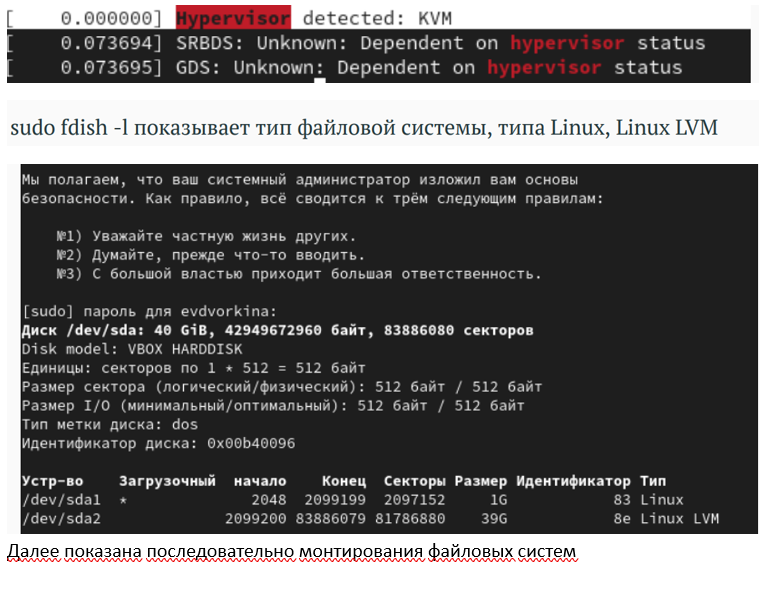 [    0.000000] Hypervisor detected: KVM
[    0.073694] SRBDS: Unknown: Dependent on hypervisor status
[    0.073695] GDS: Unknown: Dependent on hypervisor status
sudo fdish -l показывает тип файловой системы, типа Linux, Linux LVM
Мы полагаем, что ваш системный администратор изложил вам основы
безопасности. Как правило, всё сводится к трём следующим правилам:
№1) Уважайте частную жизнь других.
№2) Думайте, прежде что-то вводить.
№3) С большой властью приходит большая ответственность.
[sudo] пароль для evdvorkina:
Диск /dev/sda: 40 GiB, 42949672960 байт, 83886080 секторов
Disk model: VBOX HARDDISK
Единицы: секторов по 1 * 512 = 512 байт
Размер сектора (логический/физический): 512 байт / 512 байт
Размер I/O (минимальный/оптимальный): 512 байт / 512 байт
Тип метки диска: dos
Идентификатор диска: 0x00b40096
Устр-во    Загрузочный  начало    Конец  Секторы Размер Идентификатор Тип
/dev/sda1  *              2048  2099199  2097152     1G            83 Linux
/dev/sda2              2099200 83886079 81786880    39G            8e Linux LVM
Далее показана последовательно монтирования файловых систем